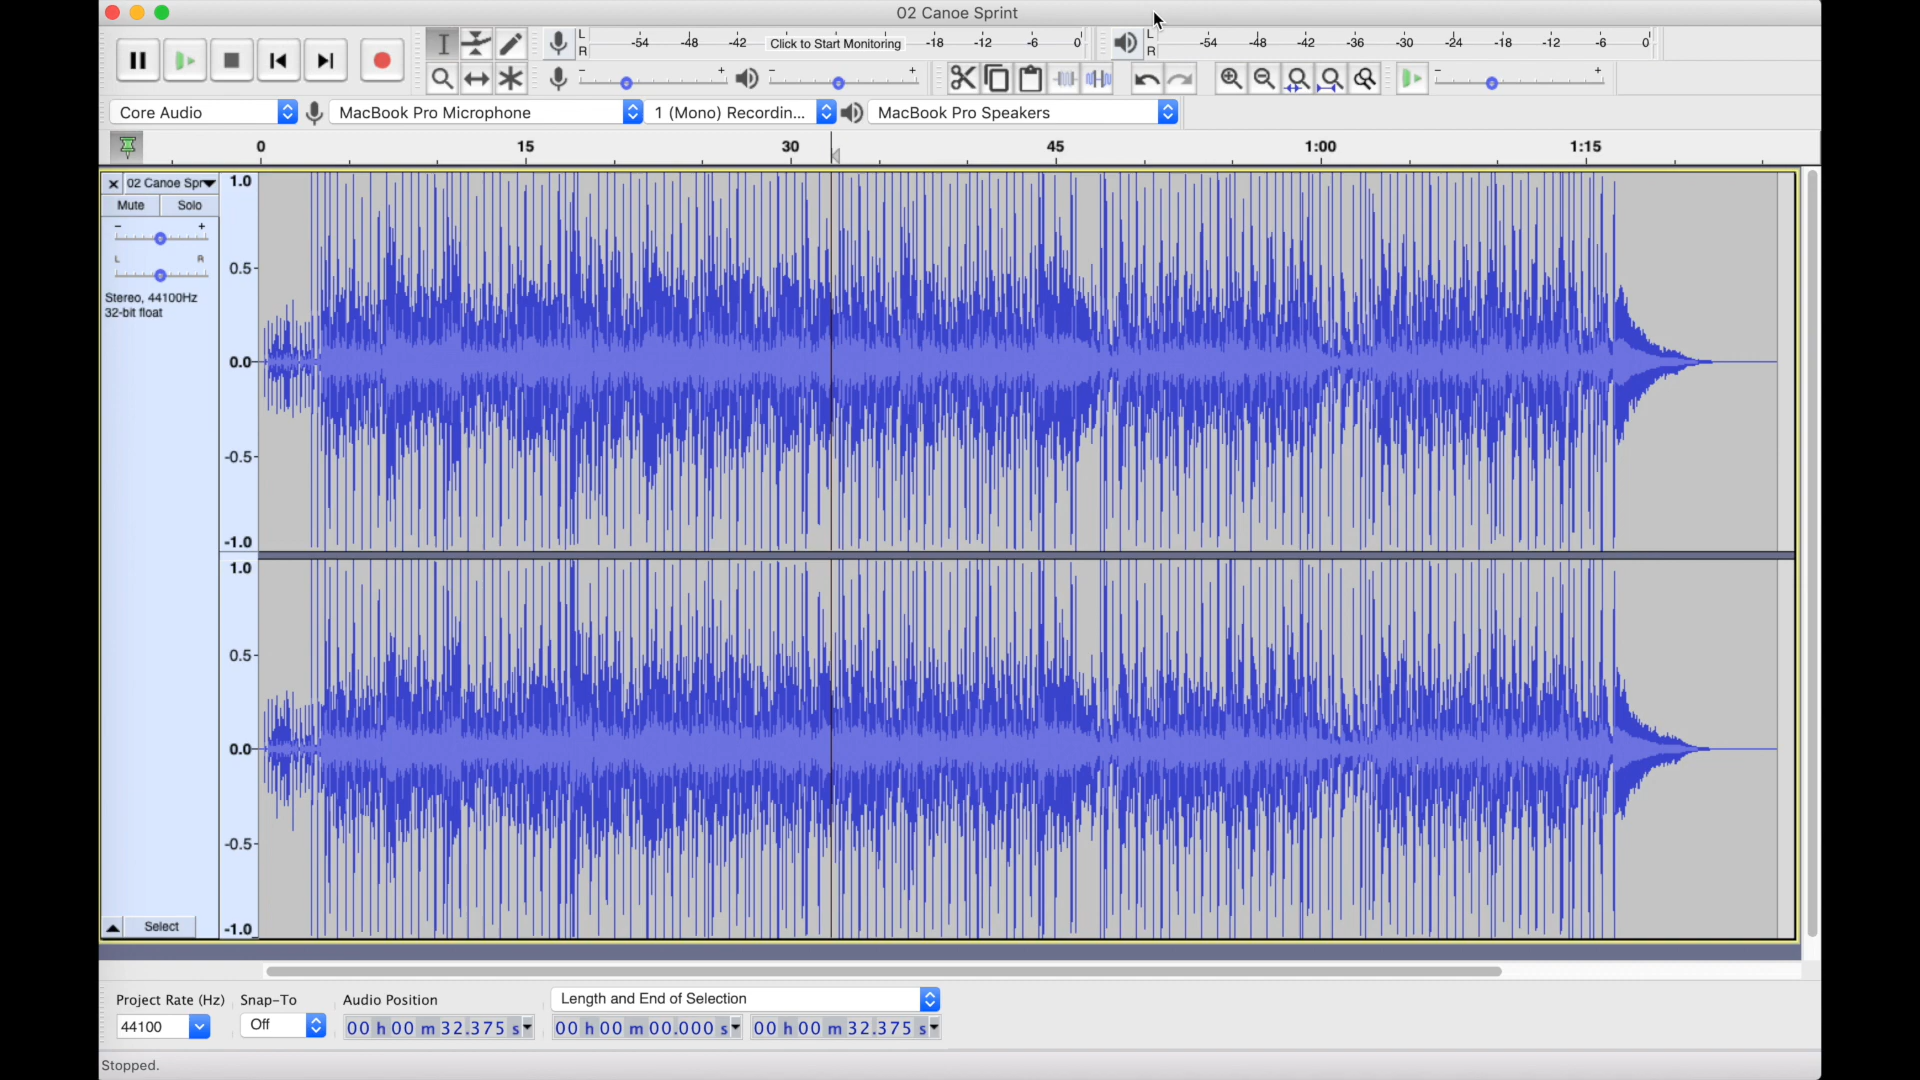 02 Canoe Sprint
L
R
-54 -48 -42 Click to Start Monitoring -18 -12 -6 0
L
R
-54 -48 -42 -36 -30 -24 -18 -12 -6 0
- + - + - +
Core Audio MacBook Pro Microphone 1 (Mono) Recordin... MacBook Pro Speakers
0 15 30 45 1:00 1:15
02 Canoe Spr 1.0
Mute Solo
- +
L R
0.5
Stereo, 44100Hz
32-bit float
0.0
-0.5
-1.0
1.0
0.5
0.0
-0.5
Select -1.0
Project Rate (Hz) Snap-To Audio Position Length and End of Selection
44100 Off 00 h 00 m 32.375 s 00 h 00 m 00.000 s 00 h 00 m 32.375 s
Stopped.